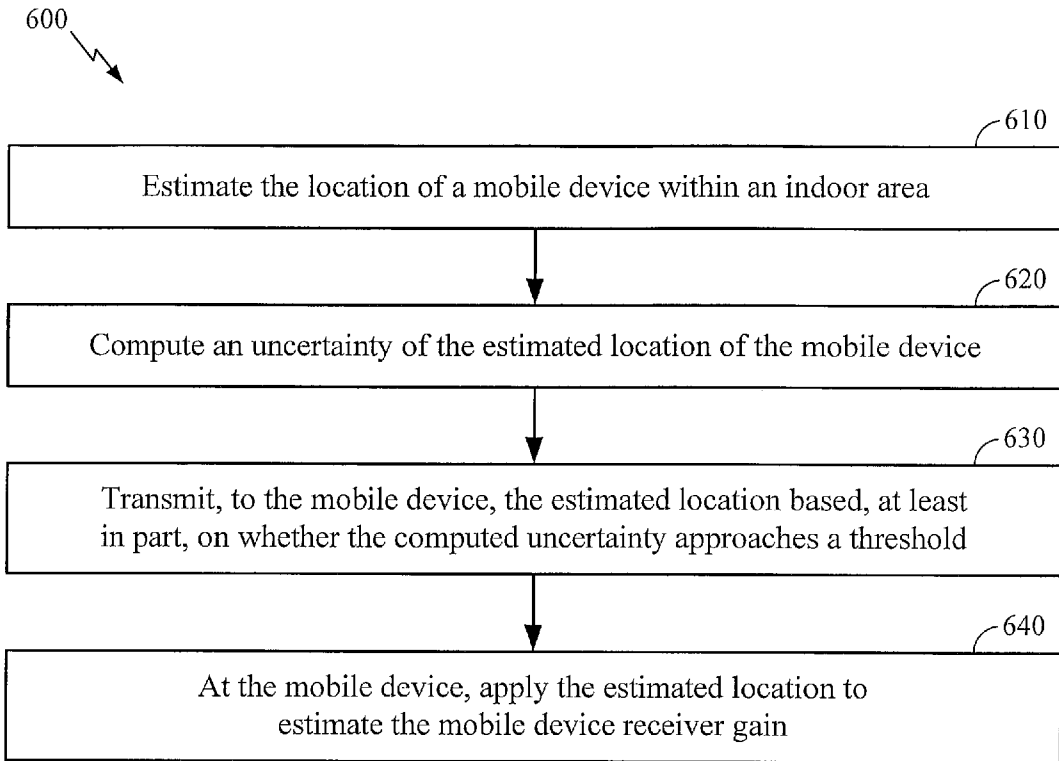 600
610
Estimate the location of a mobile device within an indoor area
620
Compute an uncertainty of the estimated location of the mobile device
630
Transmit, to the mobile device, the estimated location based, at least
in part, on whether the computed uncertainty approaches a threshold
640
At the mobile device, apply the estimated location to
estimate the mobile device receiver gain